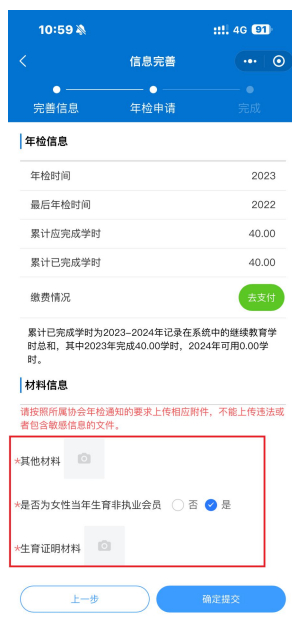 10:59 4G 91
信息完善
完善信息 年检申请 完成
年检信息
年检时间 2023
最后年检时间 2022
累计应完成学时 40.00
累计已完成学时 40.00
缴费情况 去支付
累计已完成学时为2023-2024年记录在系统中的继续教育学
时总和，其中2023年完成40.00学时，2024年可用0.00学
时。
材料信息
请按照所属协会年检通知的要求上传相应附件，不能上传违法或
者包含敏感信息的文件。
*其他材料
*是否为女性当年生育非执业会员 否 是
*生育证明材料
上一步 确定提交